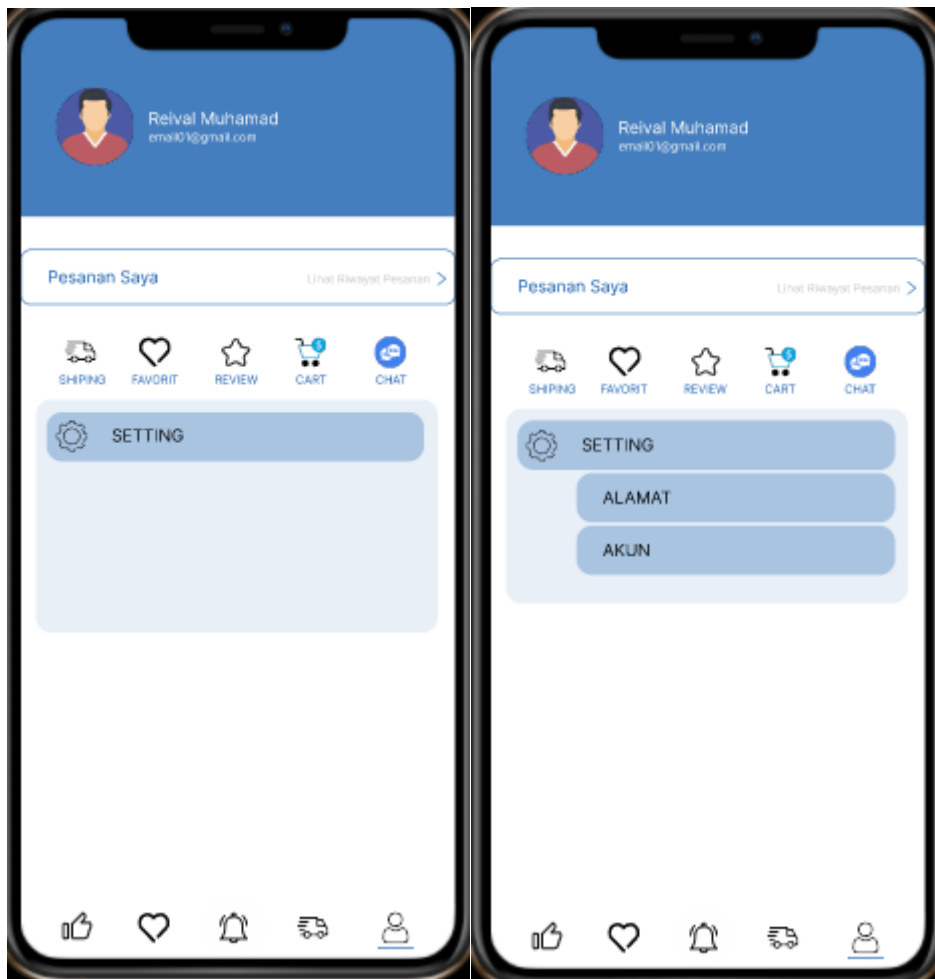 Reival Muhamad
email01@gmail.com
Pesanan Saya
Lihat Riwayat Pesanan >
SHIPING FAVORIT REVIEW CART CHAT
SETTING
Reival Muhamad
email01@gmail.com
Pesanan Saya
Lihat Riwayat Pesanan >
SHIPING FAVORIT REVIEW CART CHAT
SETTING
ALAMAT
AKUN